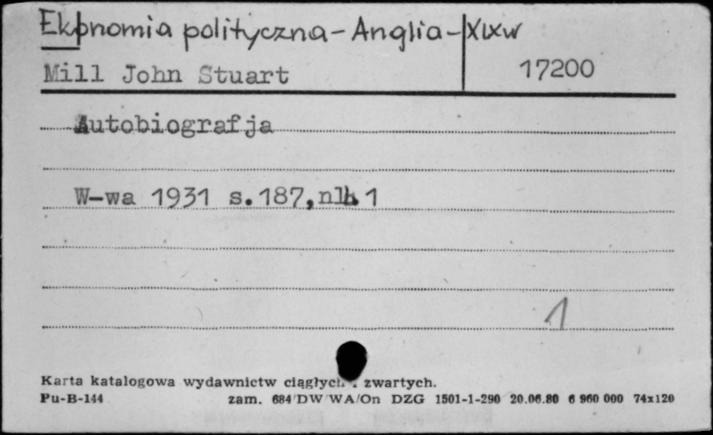 Ekonomia polityczna - Anglia - XIXw
Mill John Stuart 17200
Autobiografja
W-wa 1931 s.187, nlb. 1
1
Karta katalogowa wydawnictw ciągłych i zwartych.
Pu-B-144 zam. 684/DW/WA/On DZG 1501-1-290 20.06.80 6 960 000 74x120